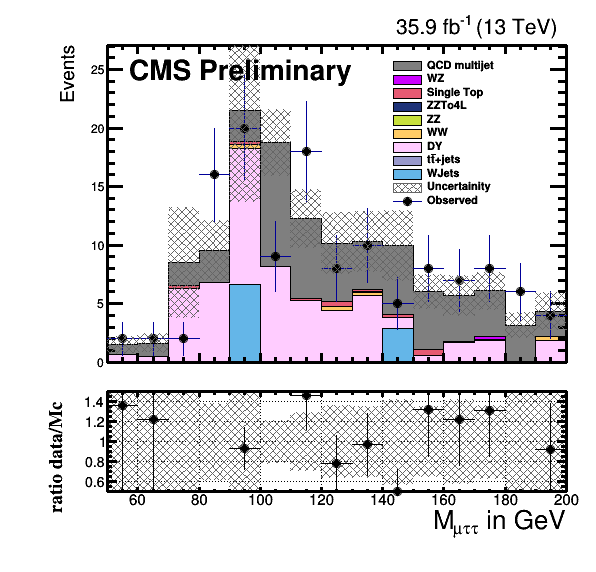 35.9 fb⁻¹ (13 TeV)
Events
CMS Preliminary
QCD multijet
WZ
Single Top
ZZTo4L
ZZ
WW
DY
tt̄+jets
WJets
Uncertainity
Observed
25
20
15
10
5
0
ratio data/Mc
1.4
1.2
1
0.8
0.6
60 80 100 120 140 160 180 200
M_μττ in GeV